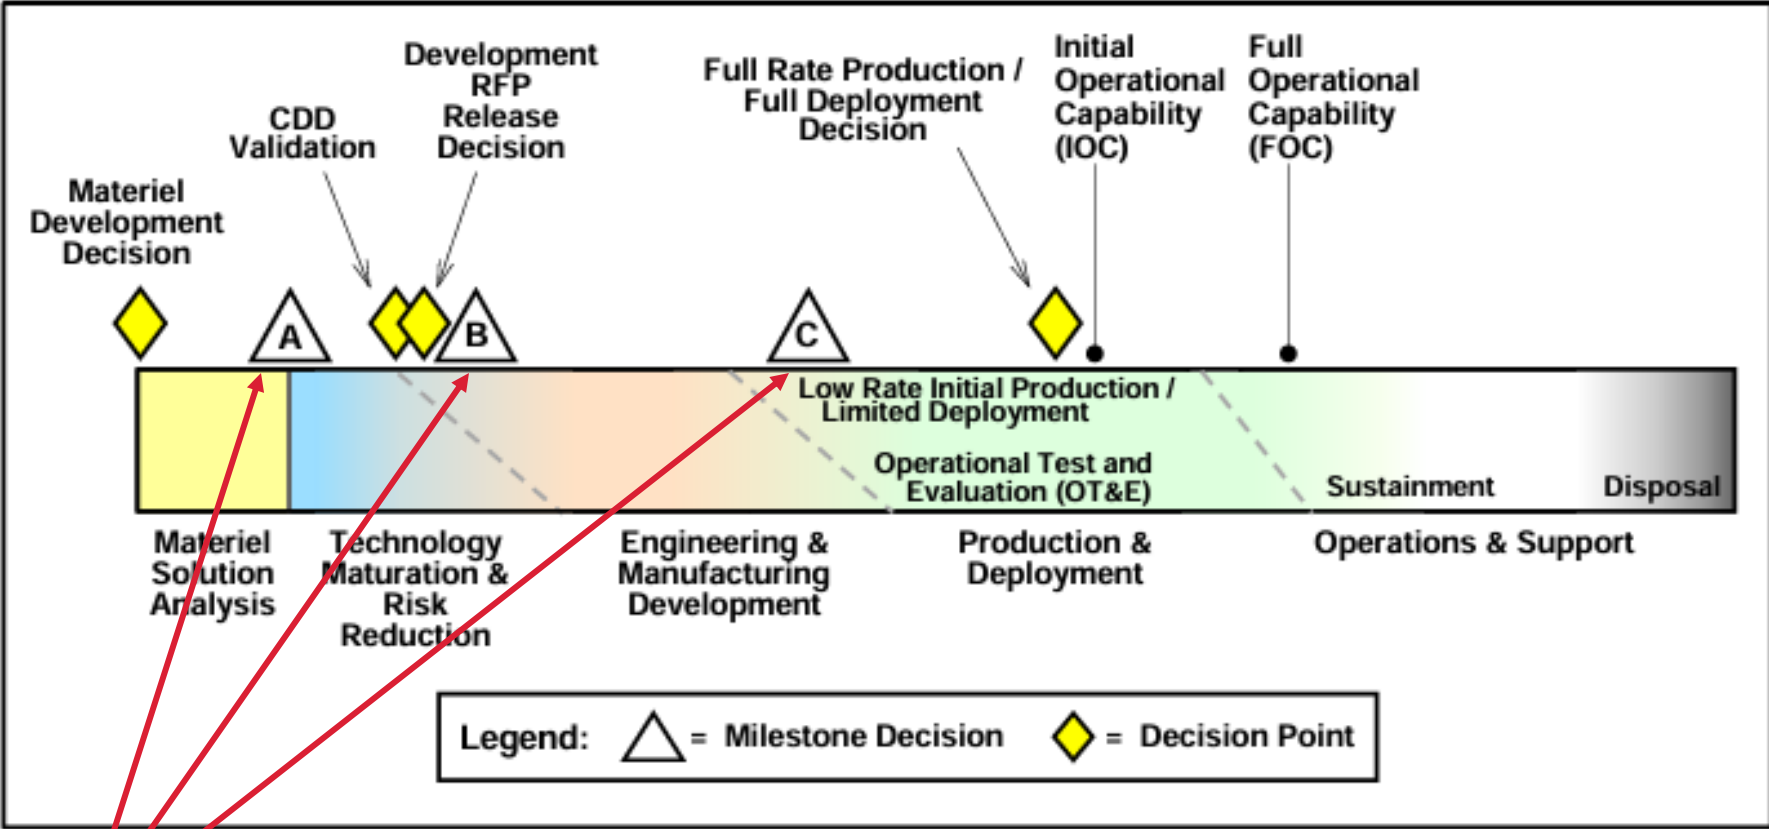 Development
RFP
Release
Decision
CDD
Validation
Materiel
Development
Decision
Full Rate Production /
Full Deployment
Decision
Initial
Operational
Capability
(IOC)
Full
Operational
Capability
(FOC)
A
B
C
Low Rate Initial Production /
Limited Deployment
Operational Test and
Evaluation (OT&E)
Sustainment
Disposal
Materiel
Solution
Analysis
Technology
Maturation &
Risk
Reduction
Engineering &
Manufacturing
Development
Production &
Deployment
Operations & Support
Legend:
= Milestone Decision
= Decision Point